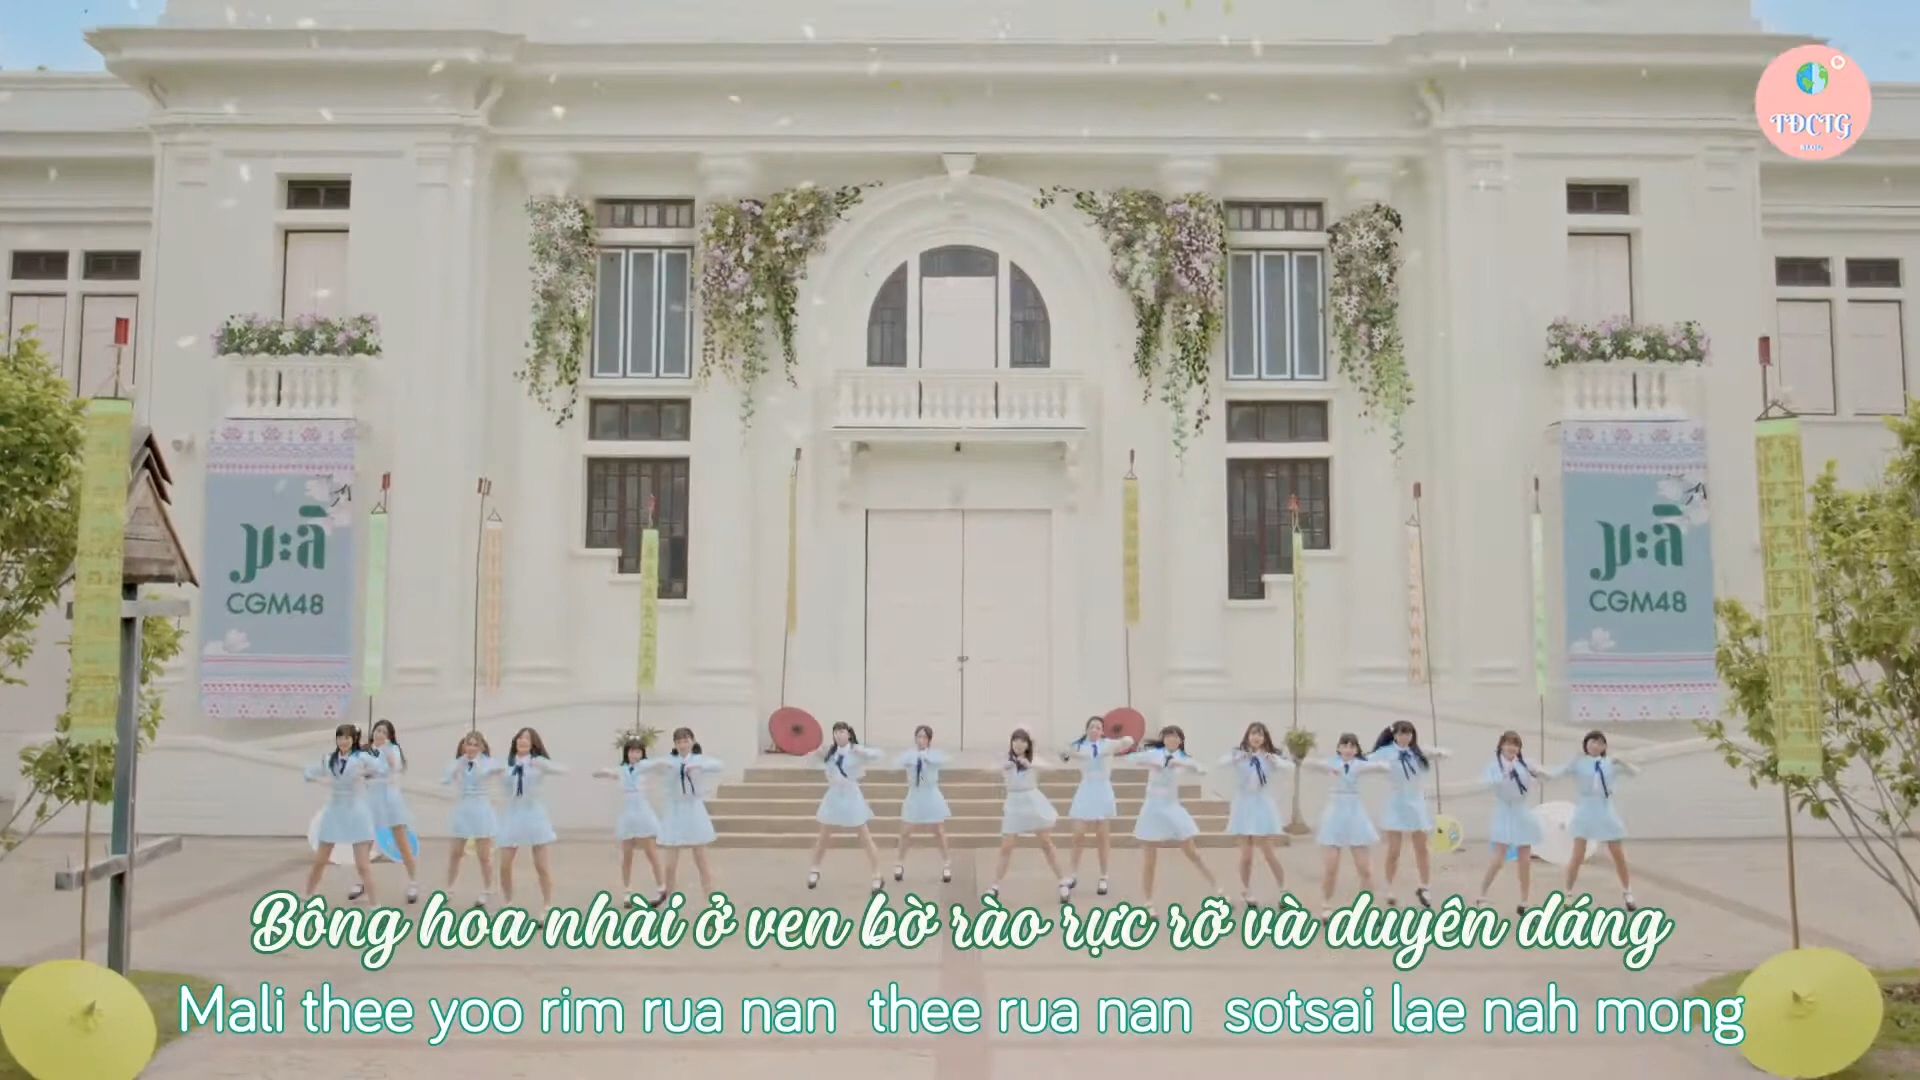 TĐCTG
มะลิ
CGM48
มะลิ
CGM48
Bông hoa nhài ở ven bờ rào rực rỡ và duyên dáng
Mali thee yoo rim rua nan thee rua nan sotsai lae nah mong